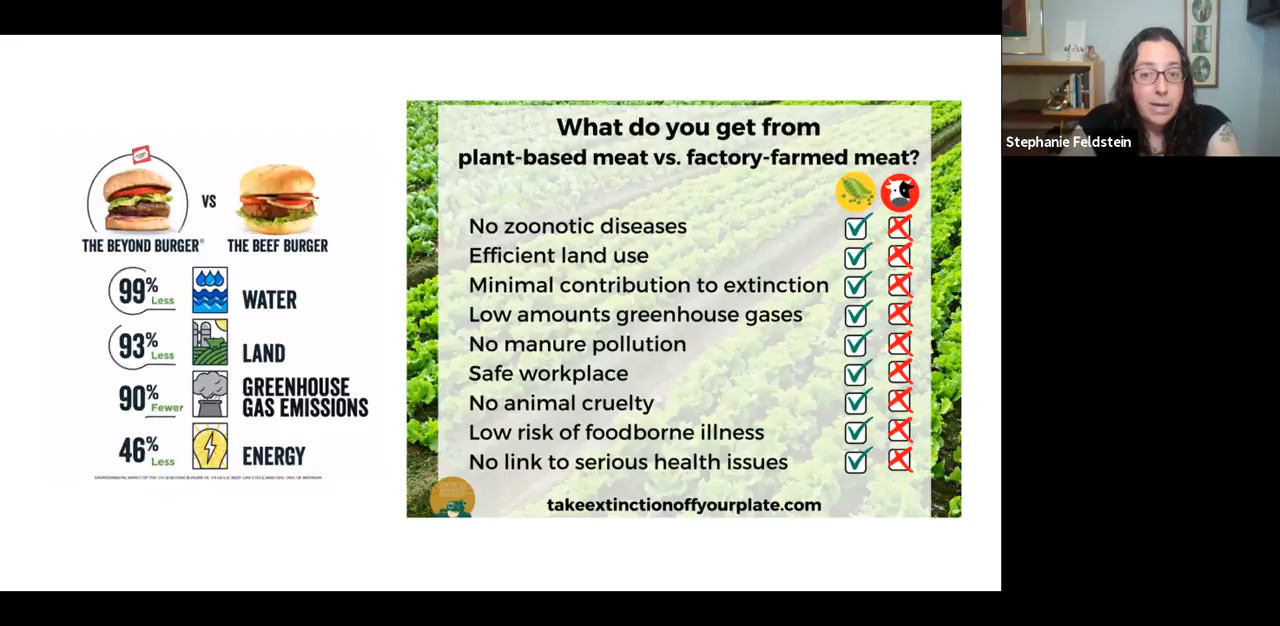 What do you get from
plant-based meat vs. factory-farmed meat?
No zoonotic diseases
Efficient land use
Minimal contribution to extinction
Low amounts greenhouse gases
No manure pollution
Safe workplace
No animal cruelty
Low risk of foodborne illness
No link to serious health issues
takeextinctionoffyourplate.com
VS
THE BEYOND BURGER®
THE BEEF BURGER
99% Less
WATER
93% Less
LAND
90% Fewer
GREENHOUSE
GAS EMISSIONS
46% Less
ENERGY
Stephanie Feldstein